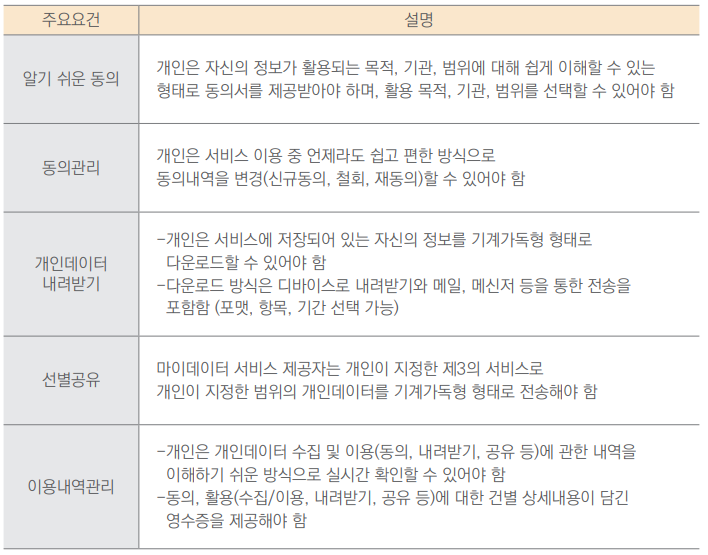 주요요건
설명
알기 쉬운 동의
개인은 자신의 정보가 활용되는 목적, 기관, 범위에 대해 쉽게 이해할 수 있는
형태로 동의서를 제공받아야 하며, 활용 목적, 기관, 범위를 선택할 수 있어야 함
동의관리
개인은 서비스 이용 중 언제라도 쉽고 편한 방식으로
동의내역을 변경(신규동의, 철회, 재동의)할 수 있어야 함
개인데이터
내려받기
-개인은 서비스에 저장되어 있는 자신의 정보를 기계가독형 형태로
다운로드할 수 있어야 함
-다운로드 방식은 디바이스로 내려받기와 메일, 메신저 등을 통한 전송을
포함함 (포맷, 항목, 기간 선택 가능)
선별공유
마이데이터 서비스 제공자는 개인이 지정한 제3의 서비스로
개인이 지정한 범위의 개인데이터를 기계가독형 형태로 전송해야 함
이용내역관리
-개인은 개인데이터 수집 및 이용(동의, 내려받기, 공유 등)에 관한 내역을
이해하기 쉬운 방식으로 실시간 확인할 수 있어야 함
-동의, 활용(수집/이용, 내려받기, 공유 등)에 대한 건별 상세내용이 담긴
영수증을 제공해야 함